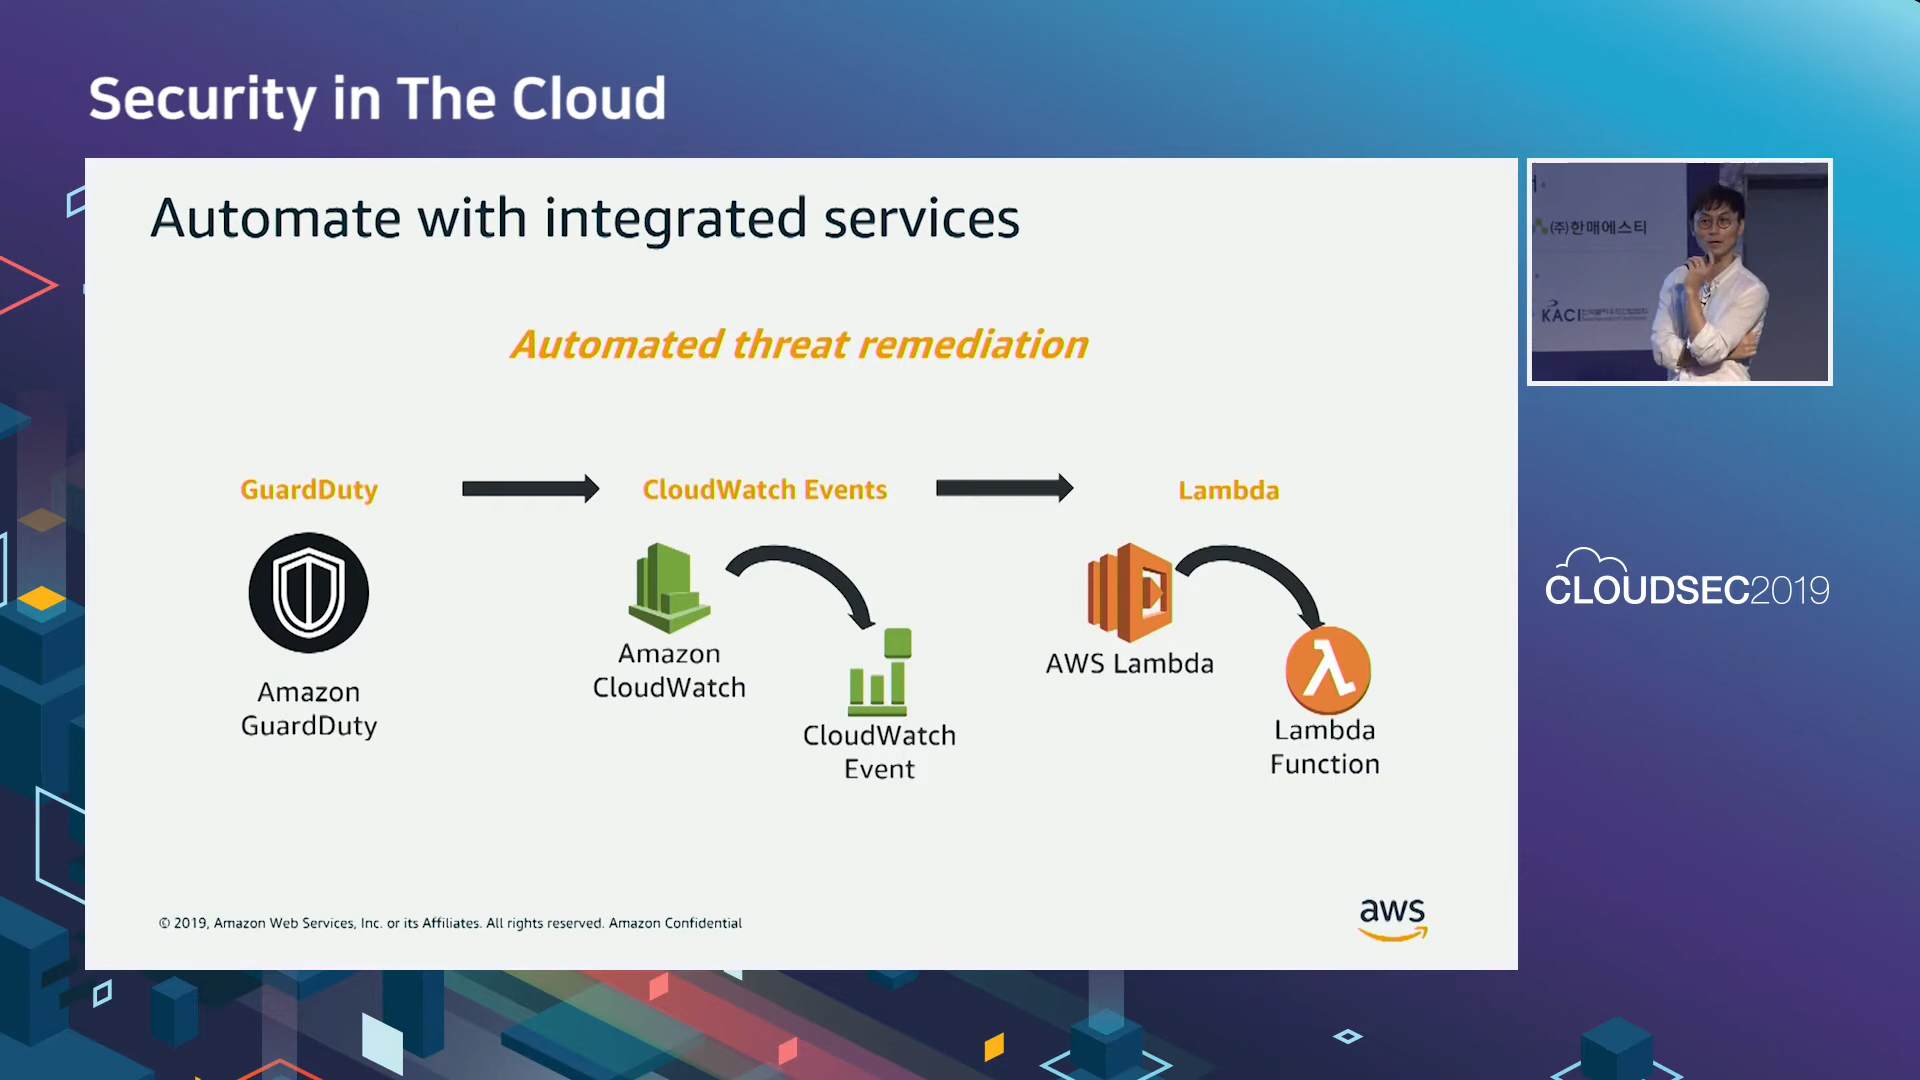 Security in The Cloud
Automate with integrated services
Automated threat remediation
GuardDuty
CloudWatch Events
Lambda
Amazon
GuardDuty
Amazon
CloudWatch
CloudWatch
Event
AWS Lambda
Lambda
Function
© 2019, Amazon Web Services, Inc. or its Affiliates. All rights reserved. Amazon Confidential
aws
(주)한매에스티
KACI
CLOUDSEC2019